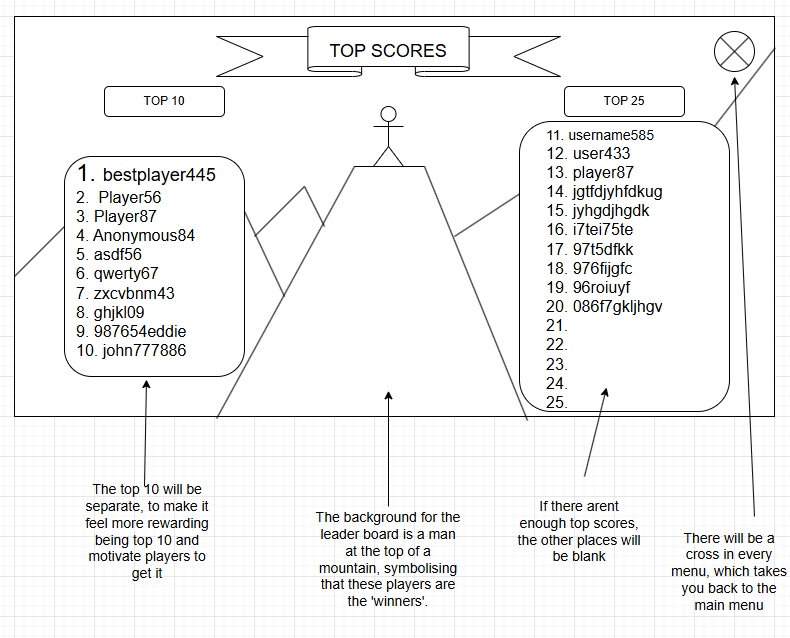 TOP SCORES
TOP 10
TOP 25
1. bestplayer445
2. Player56
3. Player87
4. Anonymous84
5. asdf56
6. qwerty67
7. zxcvbnm43
8. ghjkl09
9. 987654eddie
10. john777886
11. username585
12. user433
13. player87
14. jgtfdjyhfdkug
15. jyhgdjhgdk
16. i7tei75te
17. 97t5dfkk
18. 976fijgfc
19. 96roiuyf
20. 086f7gkljhgv
21.
22.
23.
24.
25.
The top 10 will be
separate, to make it
feel more rewarding
being top 10 and
motivate players to
get it
The background for the
leader board is a man
at the top of a
mountain, symbolising
that these players are
the 'winners'.
If there arent
enough top scores,
the other places will
be blank
There will be a
cross in every
menu, which takes
you back to the
main menu